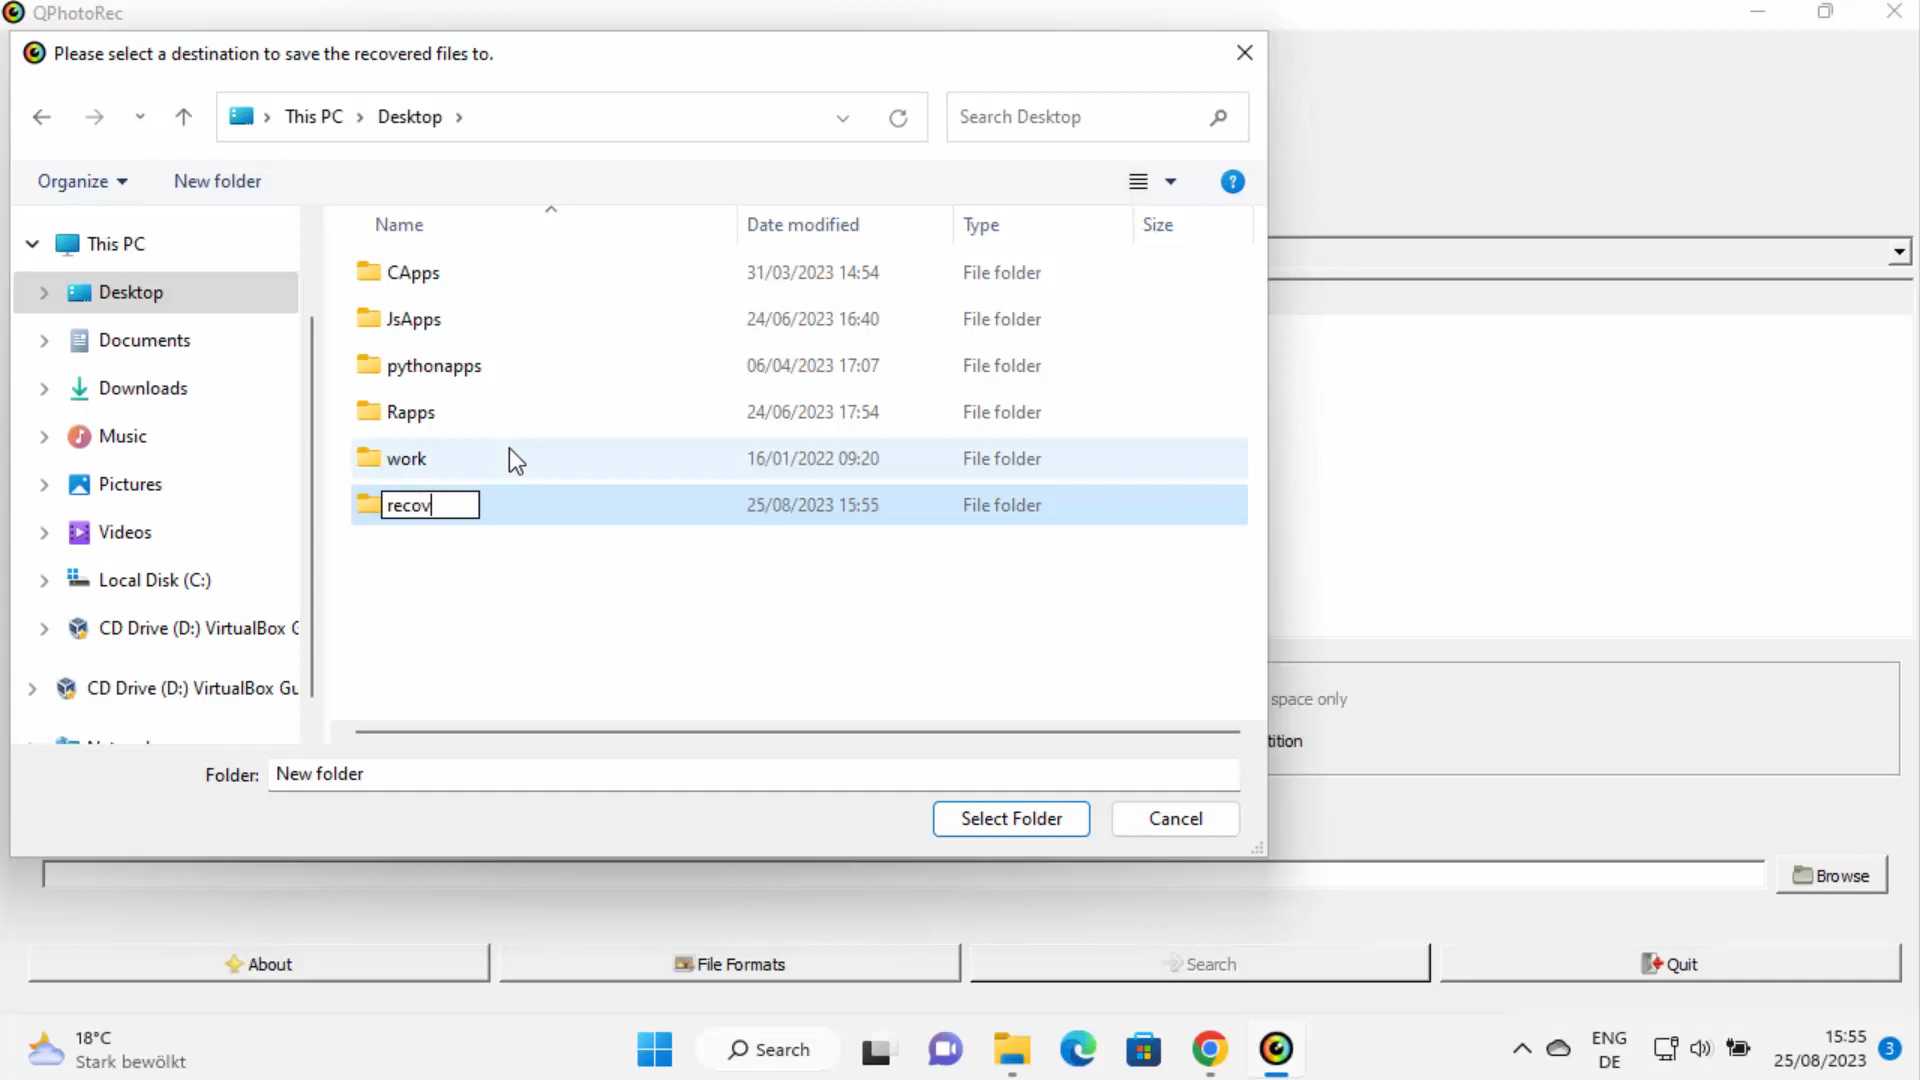 QPhotoRec
Please select a destination to save the recovered files to.
This PC
Desktop
Search Desktop
Organize
New folder
Name
Date modified
Type
Size
This PC
Desktop
Documents
Downloads
Music
Pictures
Videos
Local Disk (C:)
CD Drive (D:) VirtualBox G
CD Drive (D:) VirtualBox Gu
CApps 31/03/2023 14:54 File folder
JsApps 24/06/2023 16:40 File folder
pythonapps 06/04/2023 17:07 File folder
Rapps 24/06/2023 17:54 File folder
work 16/01/2022 09:20 File folder
recov 25/08/2023 15:55 File folder
space only
tition
Folder: New folder
Select Folder
Cancel
Browse
About
File Formats
Search
Quit
18°C
Stark bewölkt
Search
ENG
DE
15:55
25/08/2023
3